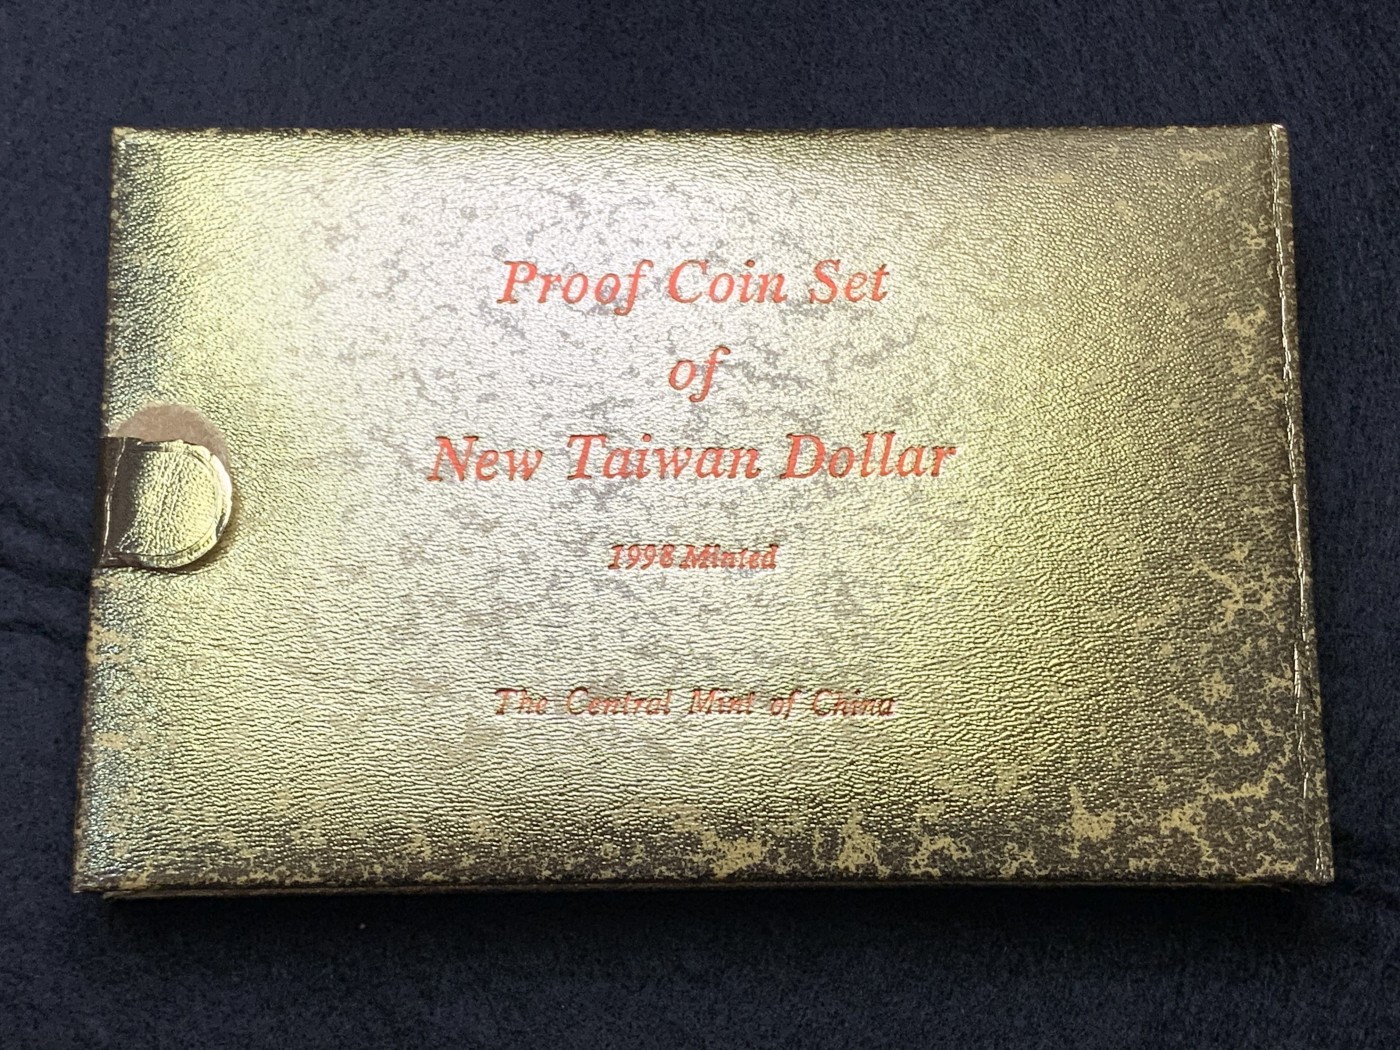 Proof Coin Set
of
New Taiwan Dollar
1998 Minted
The Central Mint of China